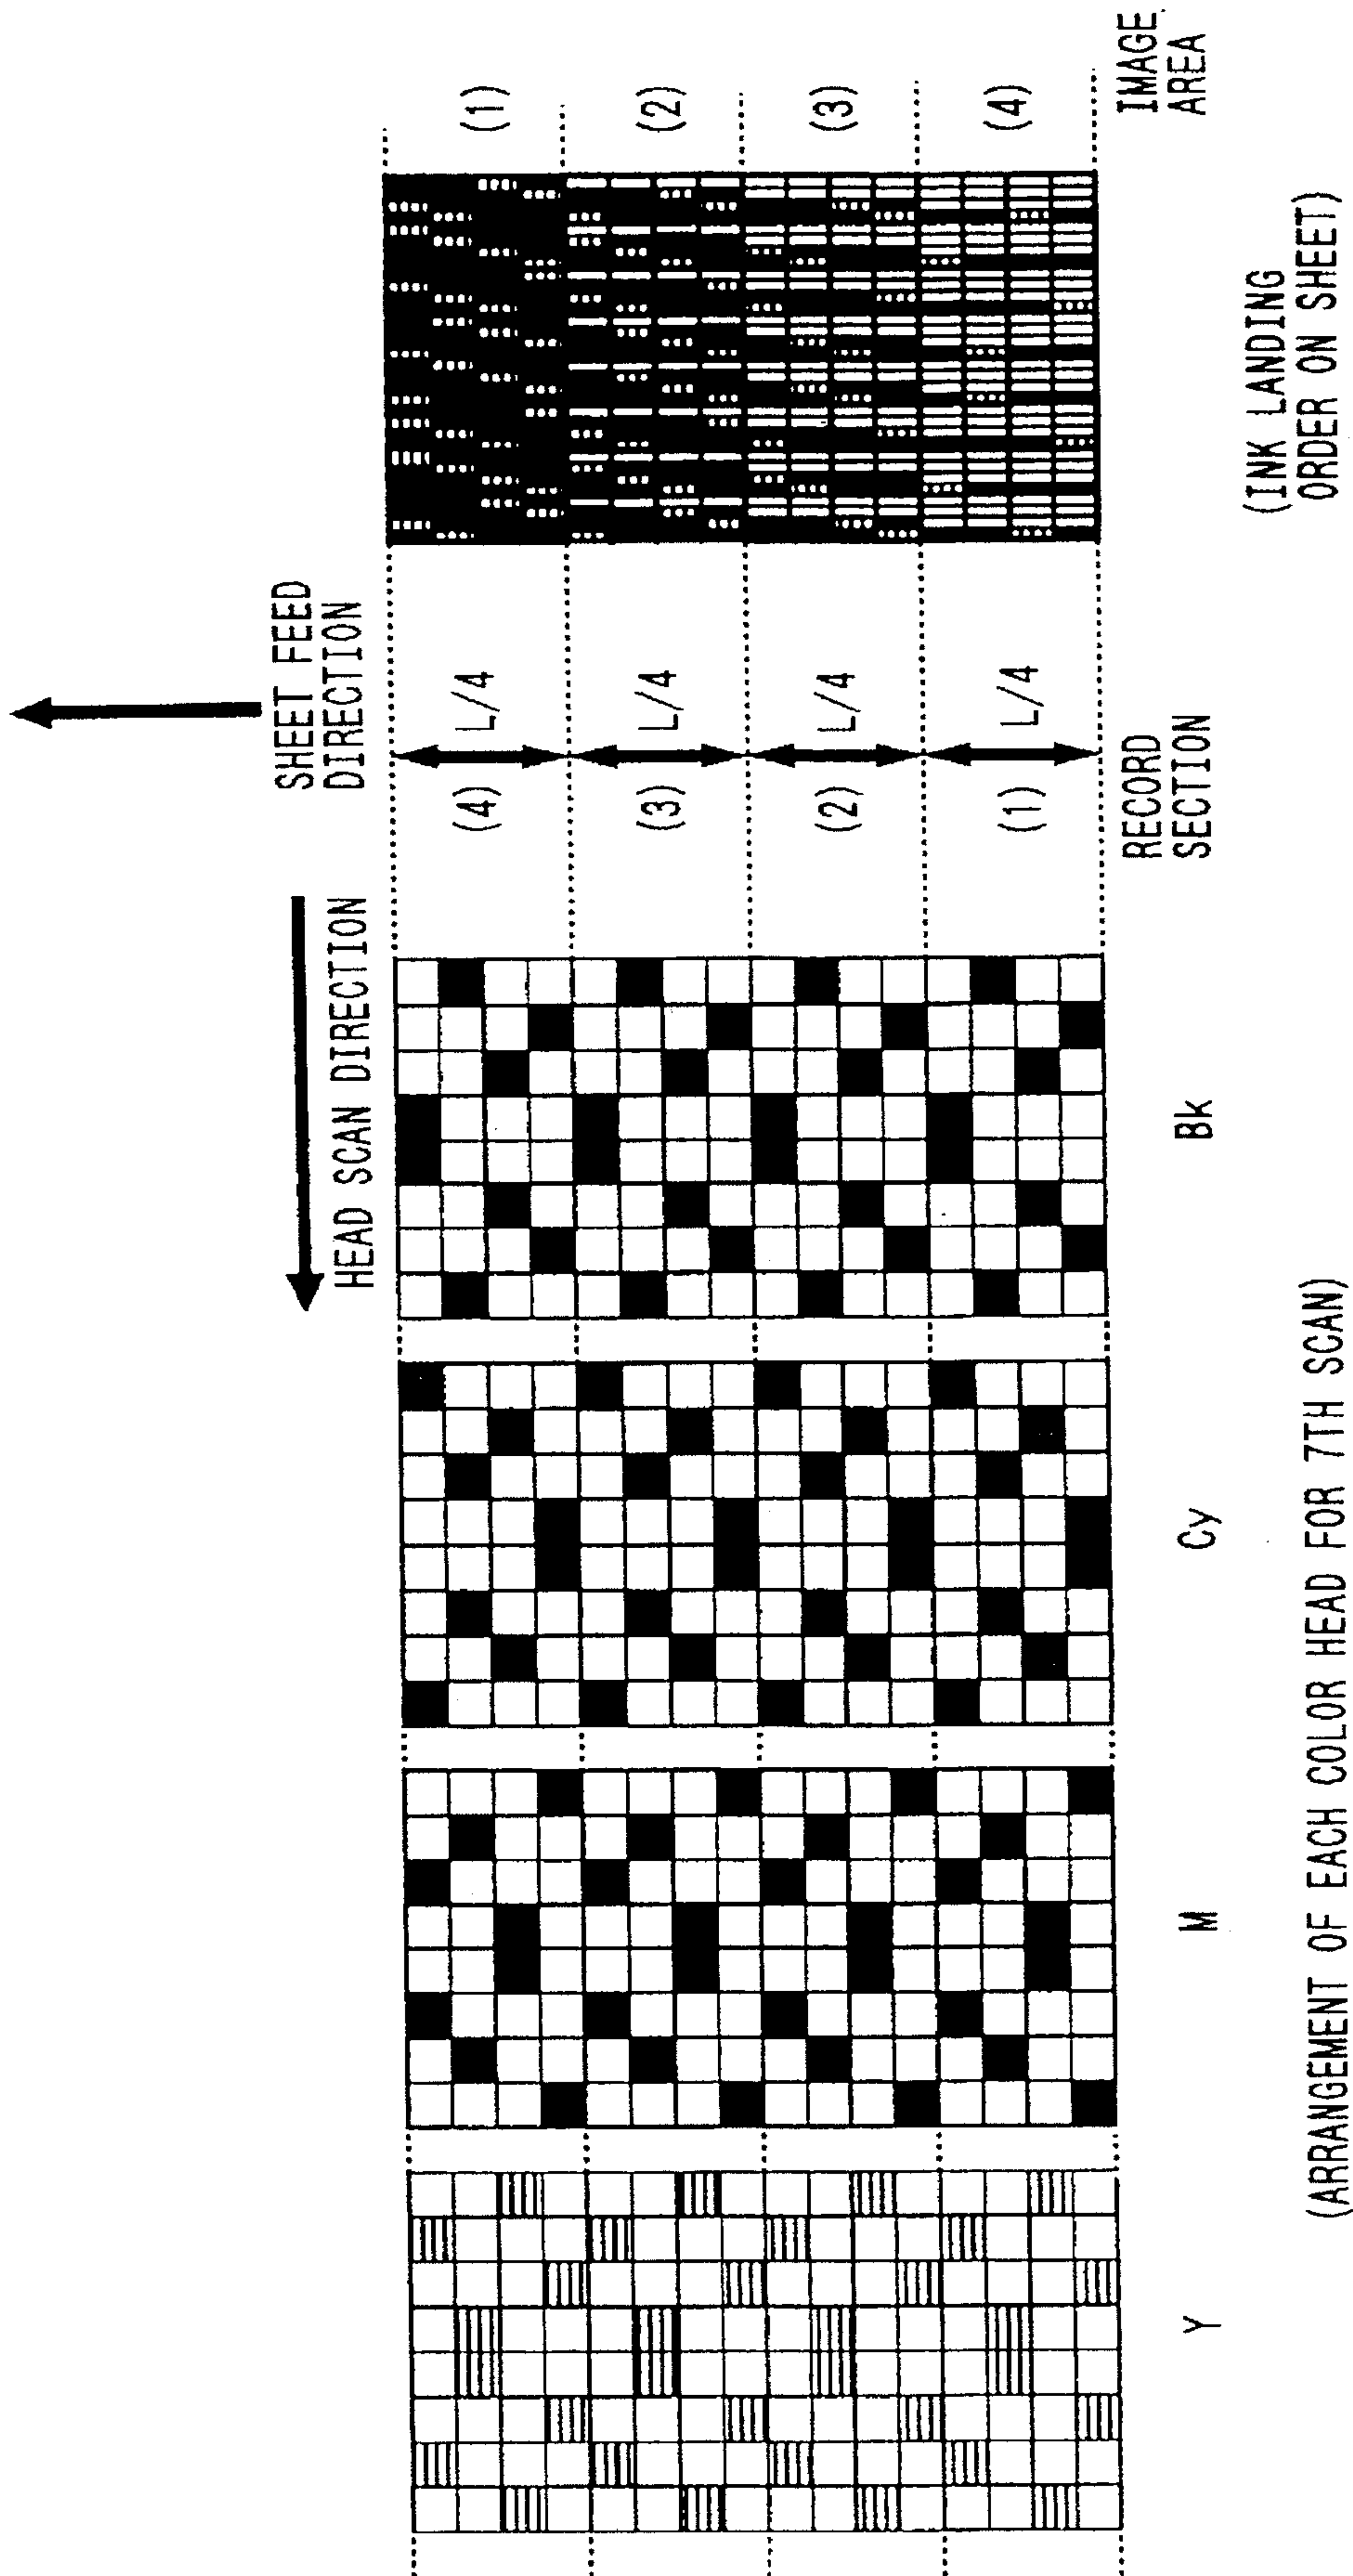 SHEET FEED
DIRECTION
HEAD SCAN DIRECTION
(4)
L/4
(1)
(3)
L/4
(2)
(2)
L/4
(3)
(1)
L/4
(4)
RECORD
SECTION
IMAGE
AREA
Y
M
Cy
Bk
(INK LANDING
ORDER ON SHEET)
(ARRANGEMENT OF EACH COLOR HEAD FOR 7TH SCAN)